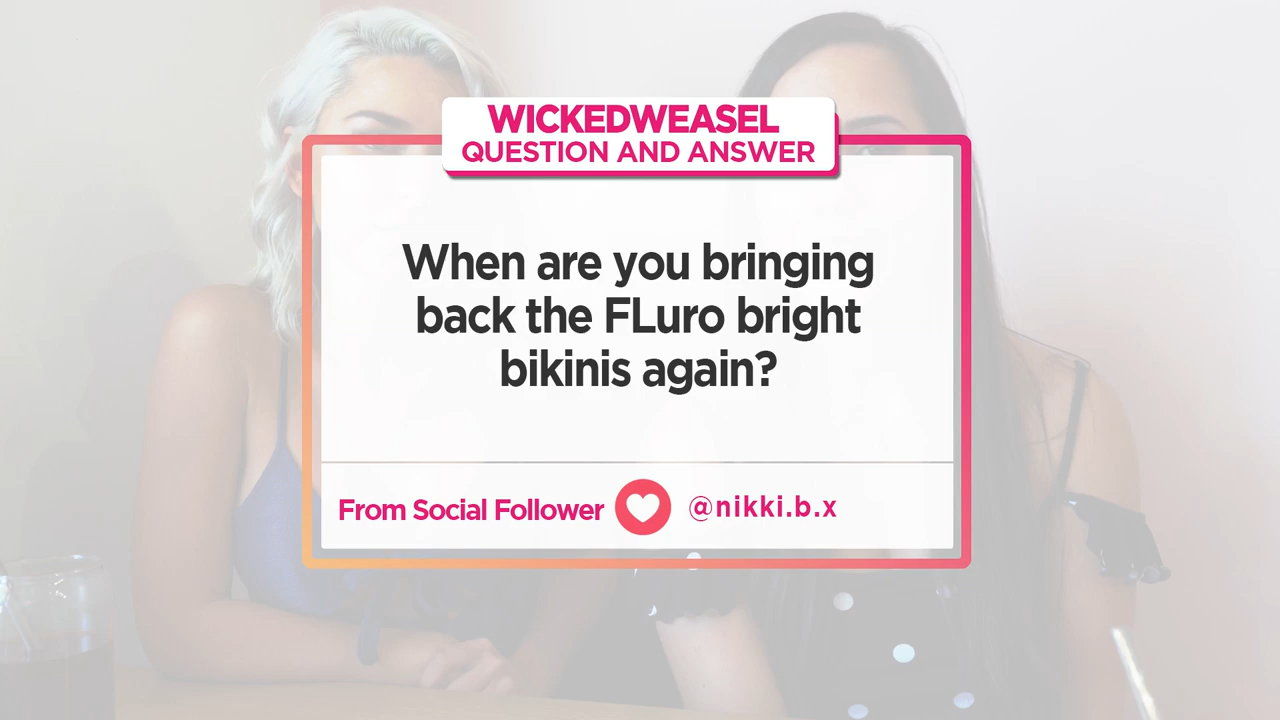 WICKEDWEASEL
QUESTION AND ANSWER
When are you bringing
back the FLuro bright
bikinis again?
From Social Follower @nikki.b.x